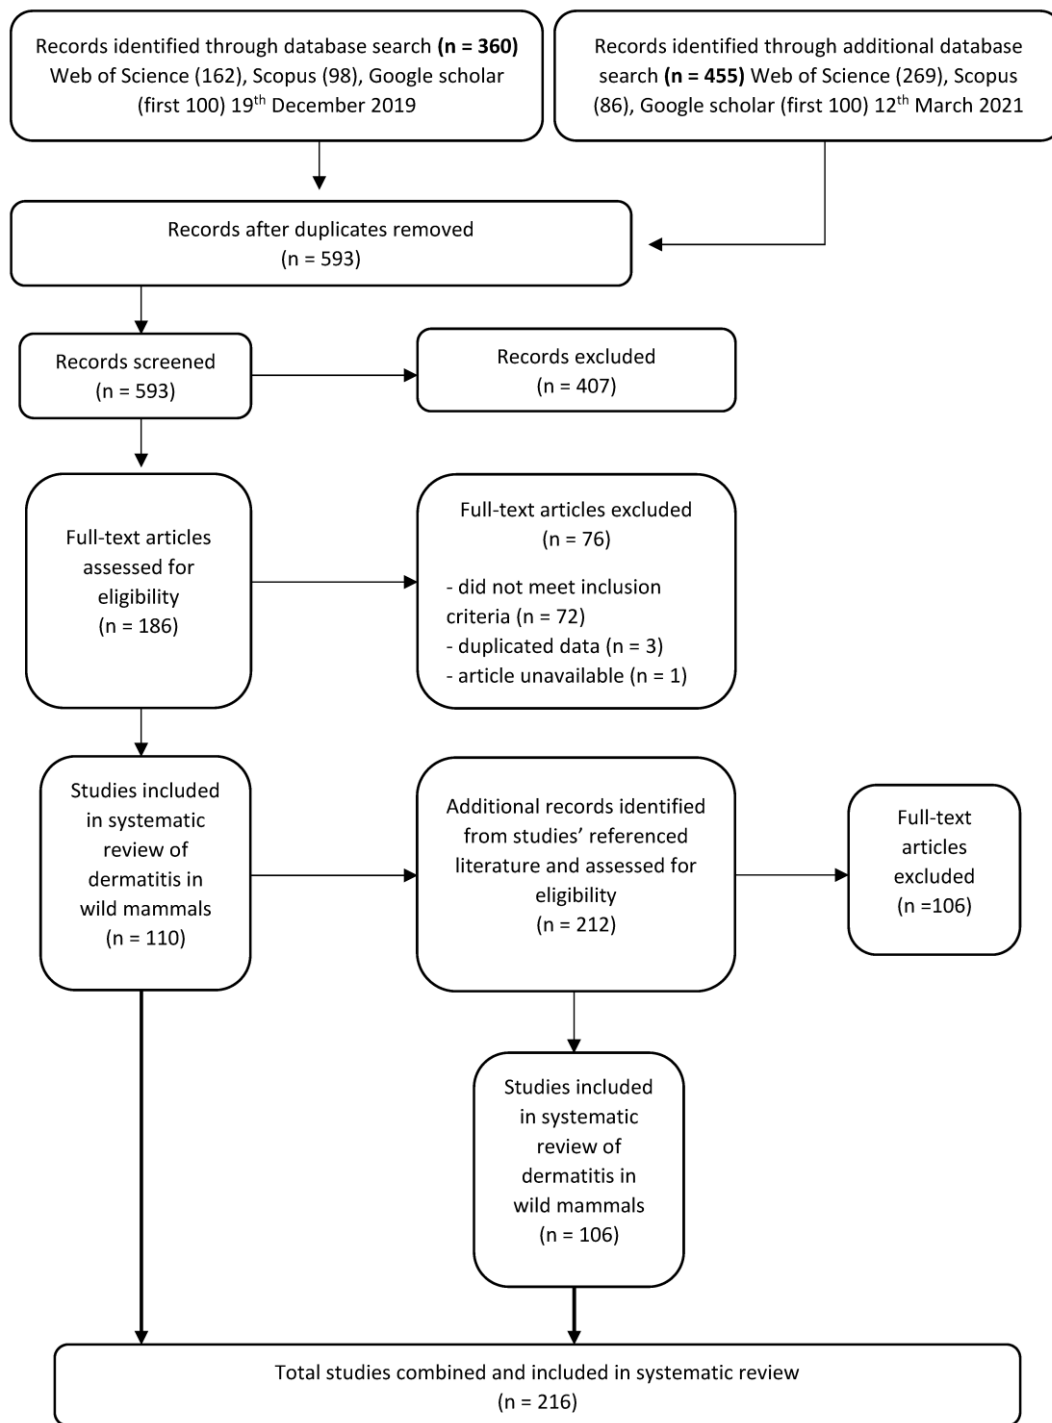 Records identified through database search (n = 360)
Web of Science (162), Scopus (98), Google scholar
(first 100) 19th December 2019
Records identified through additional database
search (n = 455) Web of Science (269), Scopus
(86), Google scholar (first 100) 12th March 2021
Records after duplicates removed
(n = 593)
Records screened
(n = 593)
Records excluded
(n = 407)
Full-text articles
assessed for
eligibility
(n = 186)
Full-text articles excluded
(n = 76)
- did not meet inclusion
criteria (n = 72)
- duplicated data (n = 3)
- article unavailable (n = 1)
Studies included
in systematic
review of
dermatitis in
wild mammals
(n = 110)
Additional records identified
from studies’ referenced
literature and assessed for
eligibility
(n = 212)
Full-text
articles
excluded
(n =106)
Studies included
in systematic
review of
dermatitis in
wild mammals
(n = 106)
Total studies combined and included in systematic review
(n = 216)